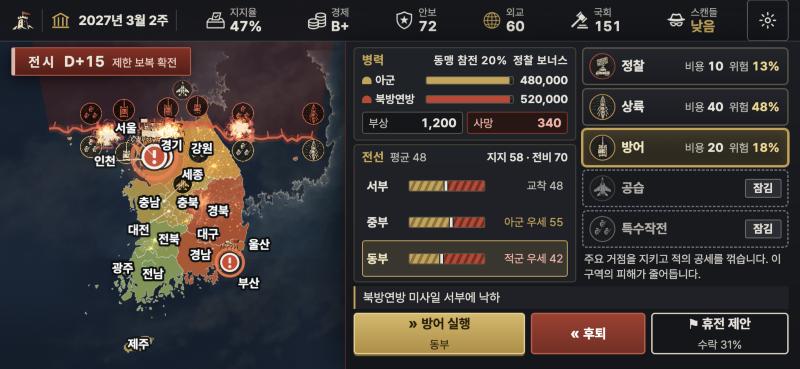 2027년 3월 2주
지지율
47%
경제
B+
안보
72
외교
60
국회
151
스캔들
낮음
전시 D+15 제한 보복 확전
서울
경기
강원
인천
세종
충남
충북
경북
대전
전북
대구
울산
경남
광주
전남
부산
제주
병력 동맹 참전 20% 정찰 보너스
아군 480,000
북방연방 520,000
부상 1,200 사망 340
전선 평균 48 지지 58 · 전비 70
서부 교착 48
중부 아군 우세 55
동부 적군 우세 42
정찰 비용 10 위험 13%
상륙 비용 40 위험 48%
방어 비용 20 위험 18%
공습 잠김
특수작전 잠김
주요 거점을 지키고 적의 공세를 꺾습니다. 이
구역의 피해가 줄어듭니다.
북방연방 미사일 서부에 낙하
» 방어 실행
동부
« 후퇴
휴전 제안
수락 31%